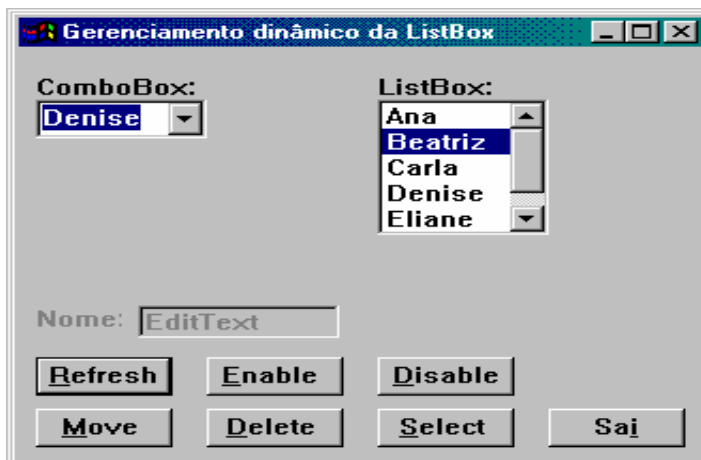 Gerenciamento dinâmico da ListBox
ComboBox: ListBox:
Denise
Ana
Beatriz
Carla
Denise
Eliane
Nome: EditText
Refresh Enable Disable
Move Delete Select Sai